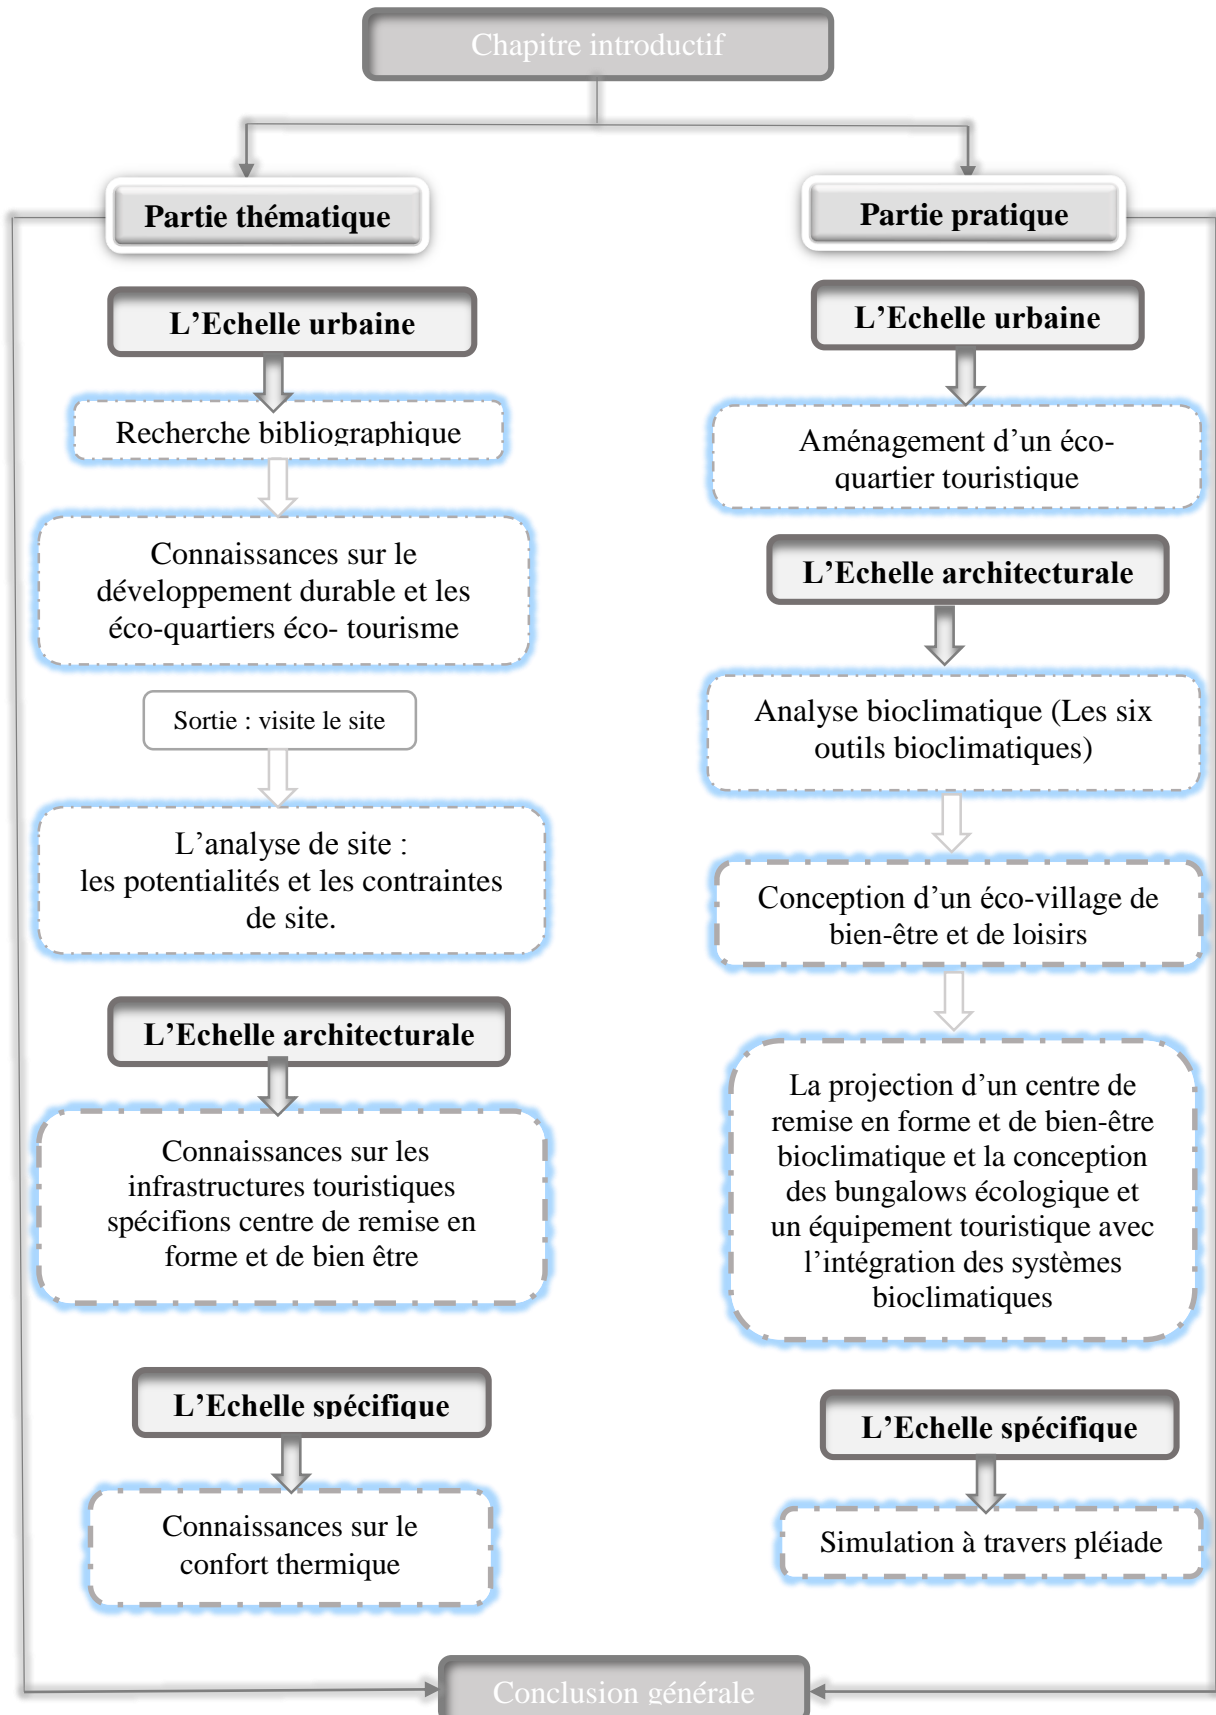 Chapitre introductif
Partie thématique
L’Echelle urbaine
Recherche bibliographique
Connaissances sur le
développement durable et les
éco-quartiers éco- tourisme
Sortie : visite le site
L’analyse de site :
les potentialités et les contraintes
de site.
L’Echelle architecturale
Connaissances sur les
infrastructures touristiques
spécifions centre de remise en
forme et de bien être
L’Echelle spécifique
Connaissances sur le
confort thermique
Partie pratique
L’Echelle urbaine
Aménagement d’un éco-
quartier touristique
L’Echelle architecturale
Analyse bioclimatique (Les six
outils bioclimatiques)
Conception d’un éco-village de
bien-être et de loisirs
La projection d’un centre de
remise en forme et de bien-être
bioclimatique et la conception
des bungalows écologique et
un équipement touristique avec
l’intégration des systèmes
bioclimatiques
L’Echelle spécifique
Simulation à travers pléiade
Conclusion générale